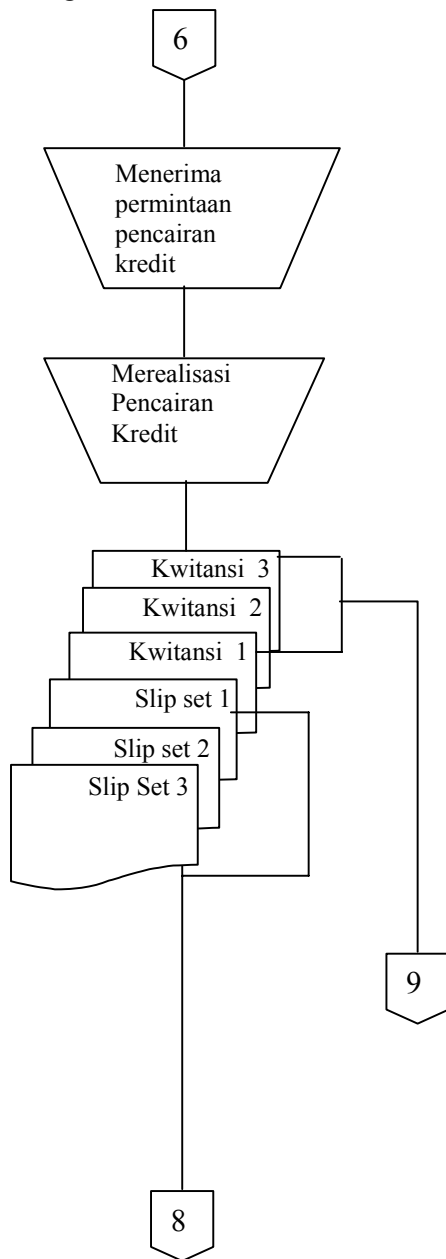 6
Menerima
permintaan
pencairan
kredit
Merealisasi
Pencairan
Kredit
Kwitansi 3
Kwitansi 2
Kwitansi 1
Slip set 1
Slip set 2
Slip Set 3
9
8